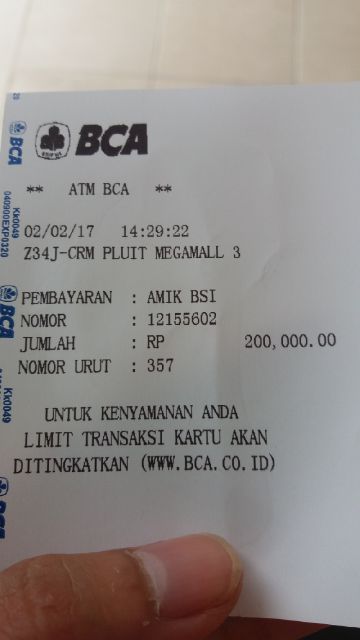 BCA
** ATM BCA **
02/02/17 14:29:22
Z34J-CRM PLUIT MEGAMALL 3
PEMBAYARAN : AMIK BSI
NOMOR : 12155602
JUMLAH : RP 200,000.00
NOMOR URUT : 357
UNTUK KENYAMANAN ANDA
LIMIT TRANSAKSI KARTU AKAN
DITINGKATKAN (WWW.BCA.CO.ID)
BCA
KK0049
040900EXP0320
BCA
KK0049
BCA